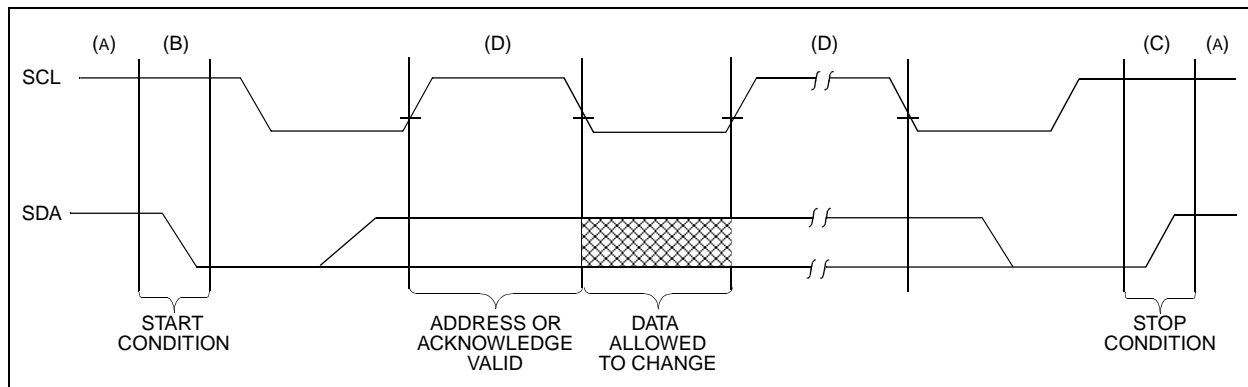 (A) (B) (D) (D) (C) (A)
SCL
SDA
START
CONDITION
ADDRESS OR
ACKNOWLEDGE
VALID
DATA
ALLOWED
TO CHANGE
STOP
CONDITION